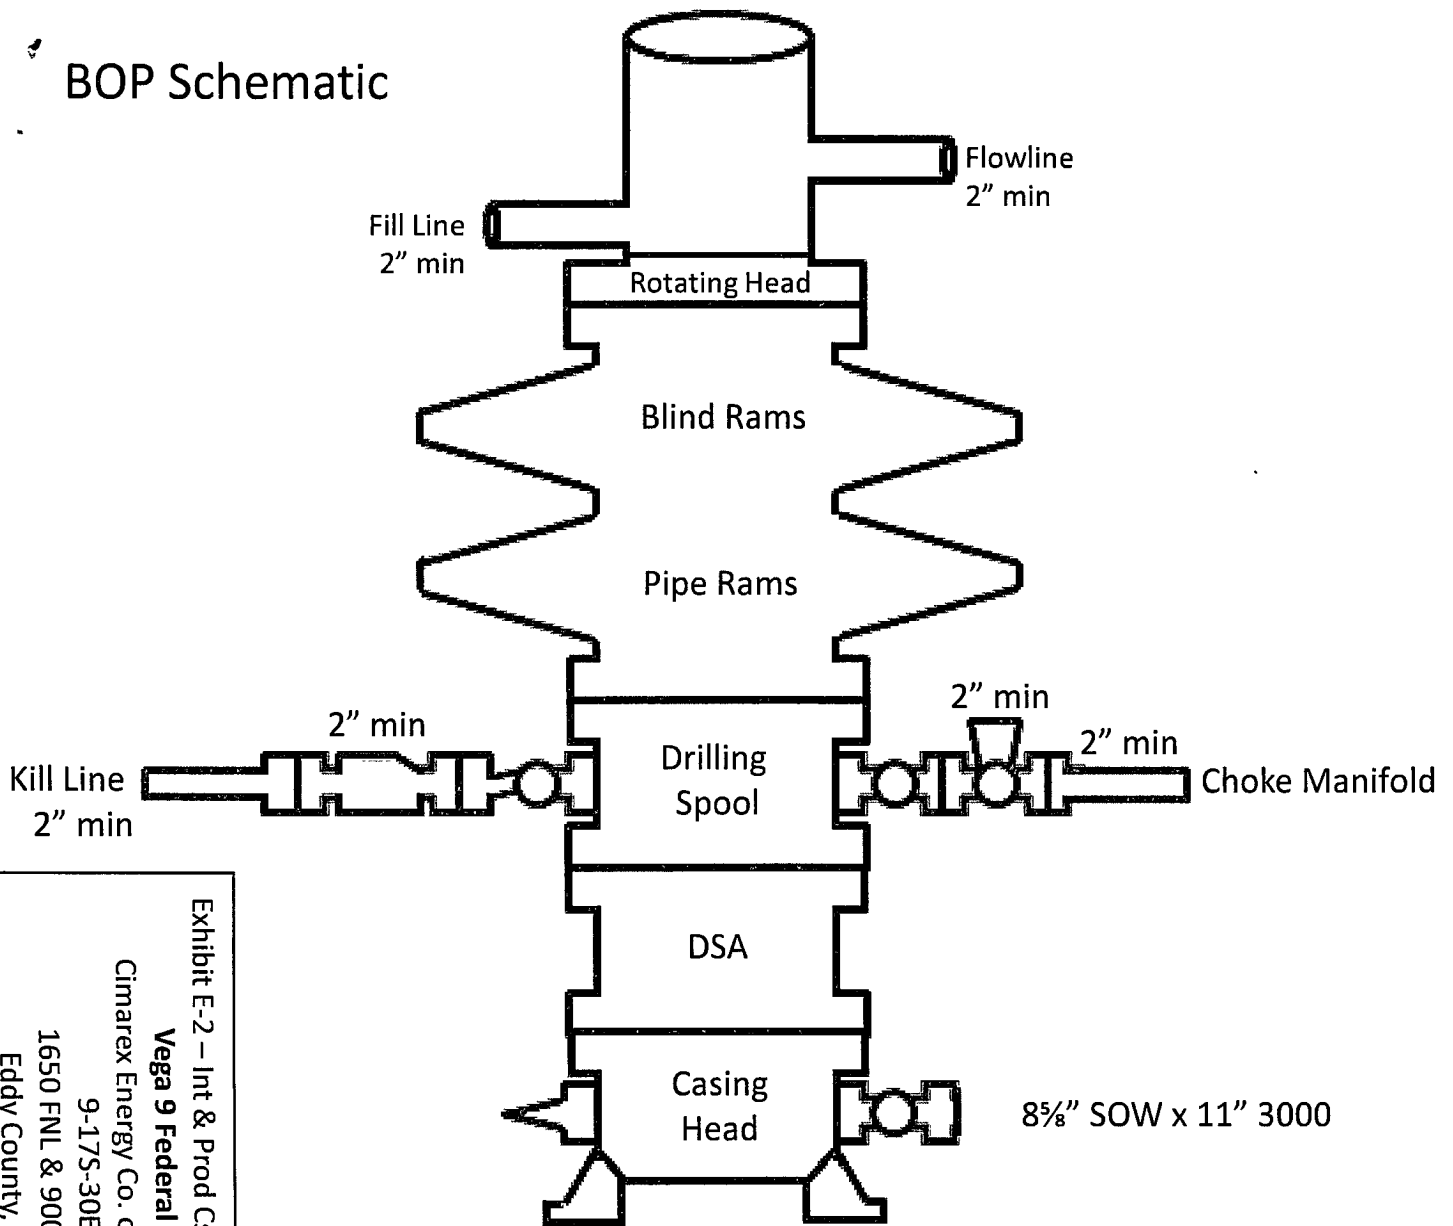 BOP Schematic
Flowline
2" min
Fill Line
2" min
Rotating Head
Blind Rams
Pipe Rams
2" min
2" min
2" min
Kill Line
2" min
Drilling
Spool
Choke Manifold
DSA
Casing
Head
8⅝" SOW x 11" 3000
Exhibit E-2 – Int & Prod
Vega 9 Federal
Cimarex Energy Co.
9-17S-30E
1650 FNL &
Eddy County,